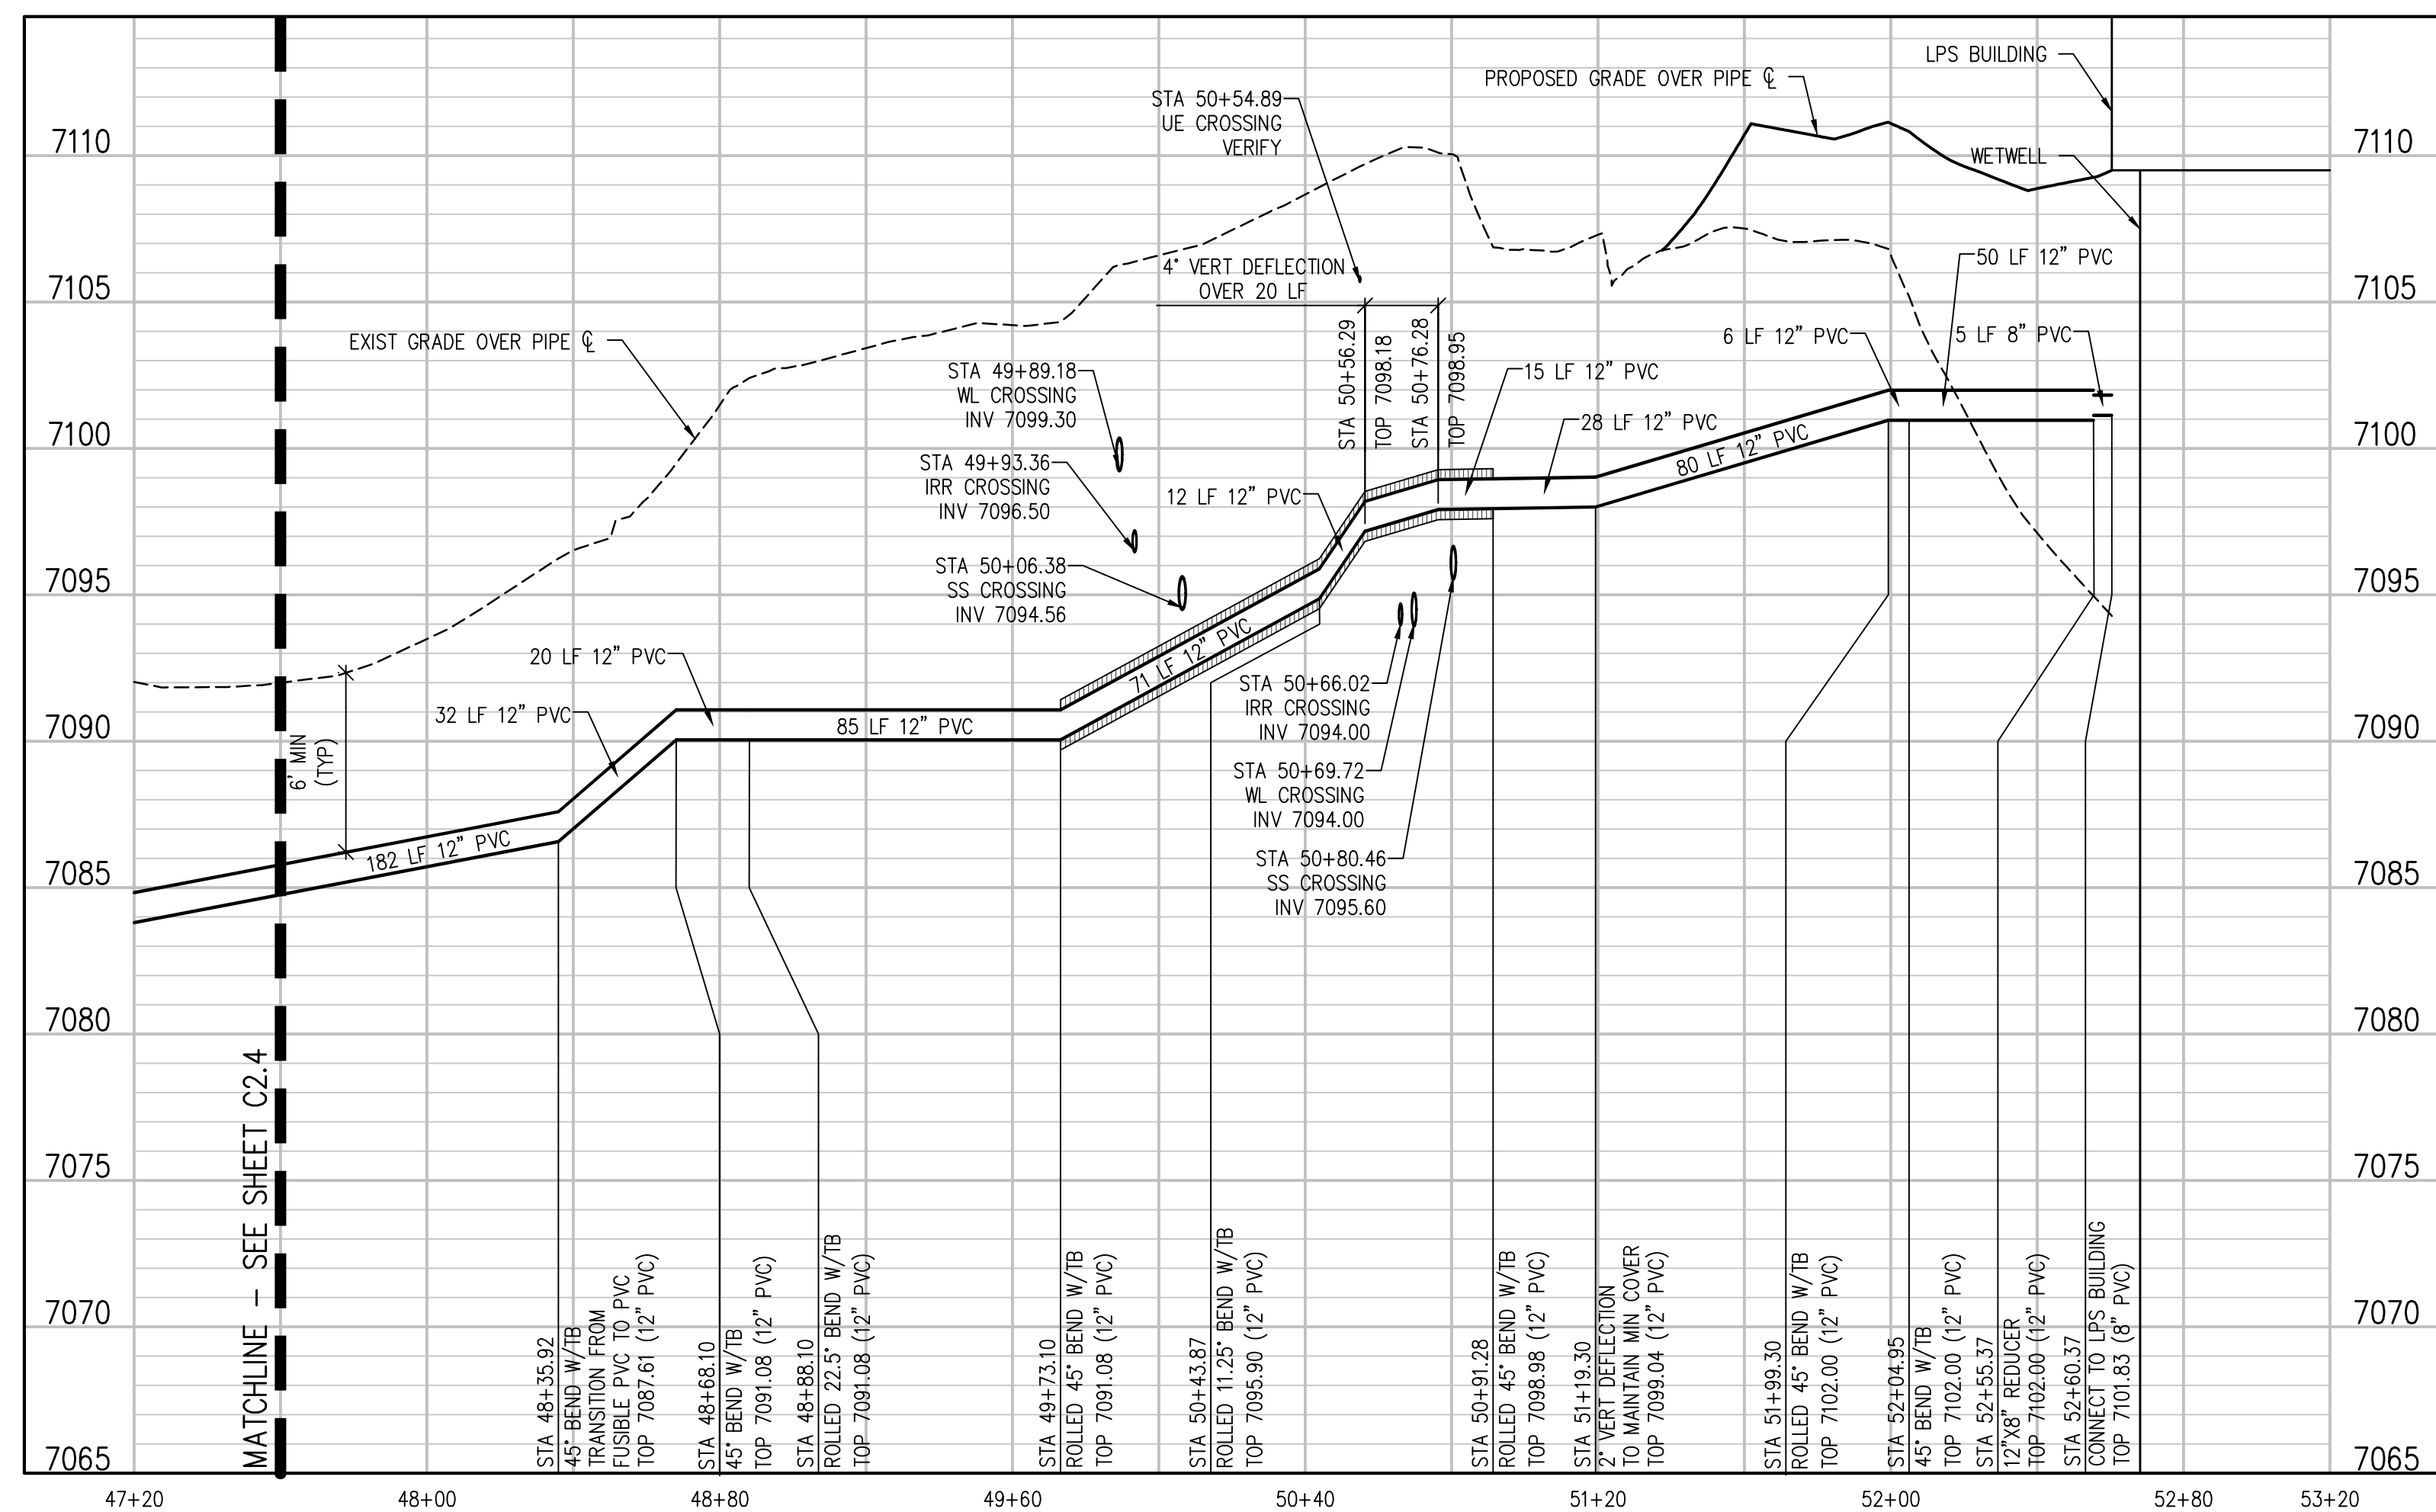 LPS BUILDING
PROPOSED GRADE OVER PIPE ℄
STA 50+54.89
UE CROSSING
VERIFY
WETWELL
7110
7110
4° VERT DEFLECTION
OVER 20 LF
50 LF 12" PVC
7105
7105
EXIST GRADE OVER PIPE ℄
STA 50+56.29
TOP 7098.18
STA 50+76.28
TOP 7098.95
6 LF 12" PVC
5 LF 8" PVC
STA 49+89.18
WL CROSSING
INV 7099.30
15 LF 12" PVC
28 LF 12" PVC
80 LF 12" PVC
7100
7100
STA 49+93.36
IRR CROSSING
INV 7096.50
12 LF 12" PVC
STA 50+06.38
SS CROSSING
INV 7094.56
7095
7095
71 LF 12" PVC
20 LF 12" PVC
32 LF 12" PVC
85 LF 12" PVC
STA 50+66.02
IRR CROSSING
INV 7094.00
7090
7090
6' MIN
(TYP)
STA 50+69.72
WL CROSSING
INV 7094.00
182 LF 12" PVC
STA 50+80.46
SS CROSSING
INV 7095.60
7085
7085
7080
7080
7075
7075
7070
7070
7065
7065
MATCHLINE - SEE SHEET C2.4
STA 48+35.92
45° BEND W/TB
TRANSITION FROM
FUSIBLE PVC TO PVC
TOP 7087.61 (12" PVC)
STA 48+68.10
45° BEND W/TB
TOP 7091.08 (12" PVC)
STA 48+88.10
ROLLED 22.5° BEND W/TB
TOP 7091.08 (12" PVC)
STA 49+73.10
ROLLED 45° BEND W/TB
TOP 7091.08 (12" PVC)
STA 50+43.87
ROLLED 11.25° BEND W/TB
TOP 7095.90 (12" PVC)
STA 50+91.28
ROLLED 45° BEND W/TB
TOP 7098.98 (12" PVC)
STA 51+19.30
2° VERT DEFLECTION
TO MAINTAIN MIN COVER
TOP 7099.04 (12" PVC)
STA 51+99.30
ROLLED 45° BEND W/TB
TOP 7102.00 (12" PVC)
STA 52+04.95
45° BEND W/TB
TOP 7102.00 (12" PVC)
STA 52+55.37
12"X8" REDUCER
TOP 7102.00 (12" PVC)
STA 52+60.37
CONNECT TO LPS BUILDING
TOP 7101.83 (8" PVC)
47+20
48+00
48+80
49+60
50+40
51+20
52+00
52+80
53+20